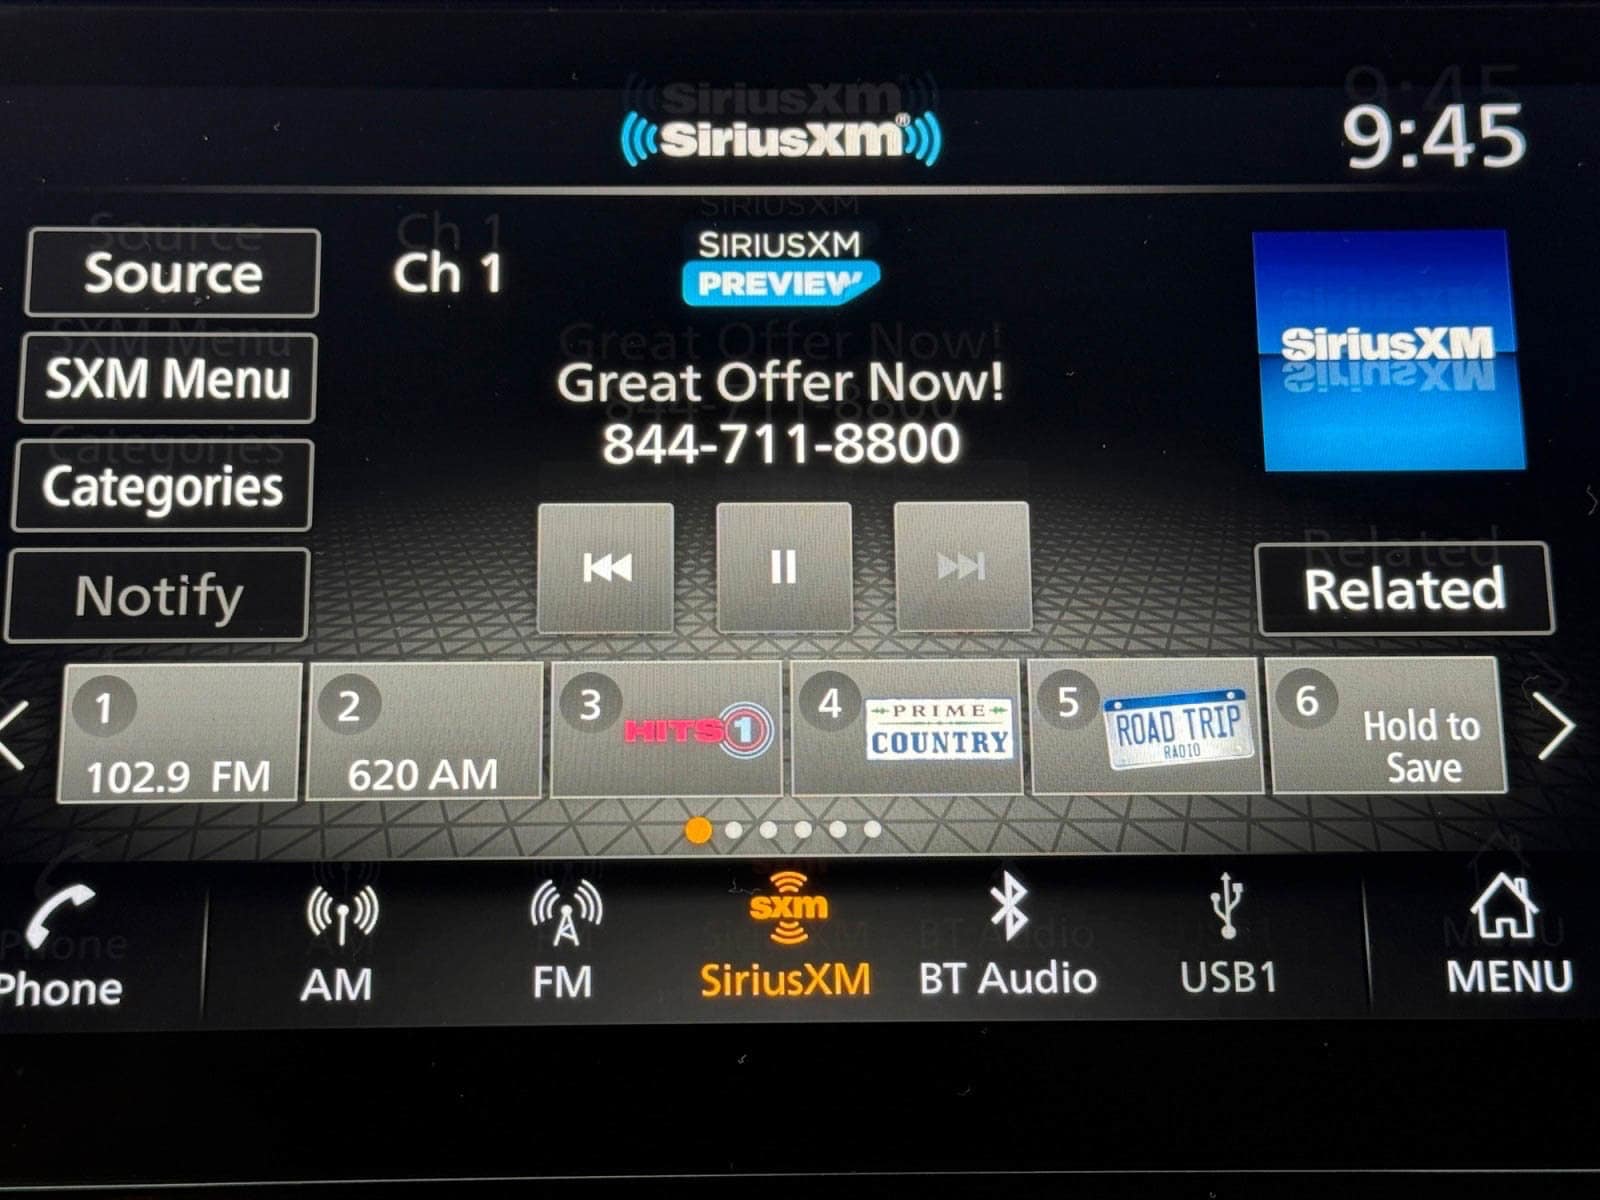 SiriusXM®
9:45
Source
Ch 1
SIRIUSXM
PREVIEW
SiriusXM
SXM Menu
Great Offer Now!
844-711-8800
Categories
Notify
Related
1
102.9 FM
2
620 AM
3
HITS 1
4
PRIME
COUNTRY
5
ROAD TRIP
RADIO
6
Hold to
Save
Phone
AM
FM
sxm
SiriusXM
BT Audio
USB1
MENU